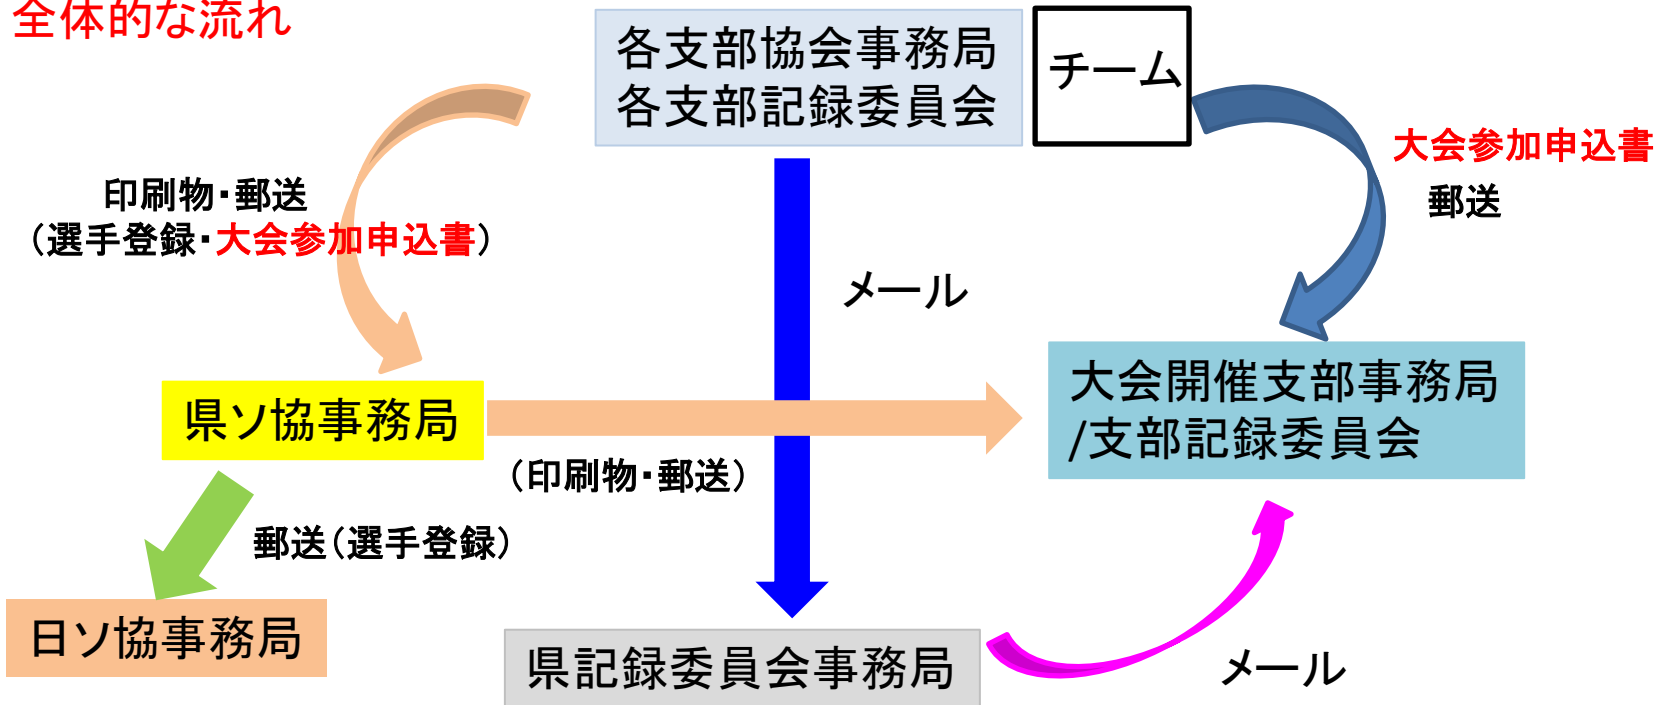 全体的な流れ
各支部協会事務局
各支部記録委員会
チーム
大会参加申込書
郵送
印刷物・郵送
（選手登録・大会参加申込書）
メール
大会開催支部事務局
/支部記録委員会
県ソ協事務局
（印刷物・郵送）
郵送（選手登録）
日ソ協事務局
県記録委員会事務局
メール